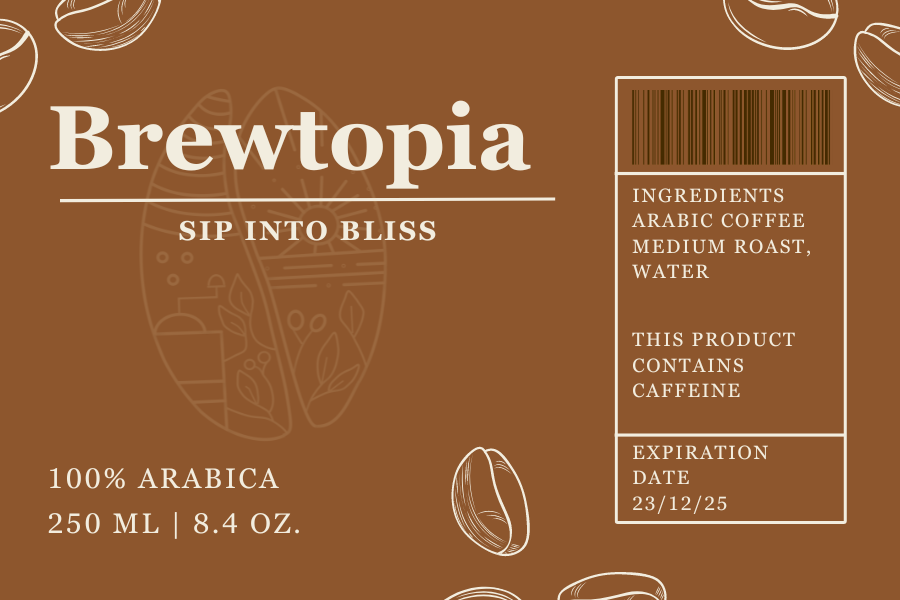 Brewtopia
SIP INTO BLISS
100% ARABICA
250 ML | 8.4 OZ.
INGREDIENTS
ARABIC COFFEE
MEDIUM ROAST,
WATER
THIS PRODUCT
CONTAINS
CAFFEINE
EXPIRATION
DATE
23/12/25